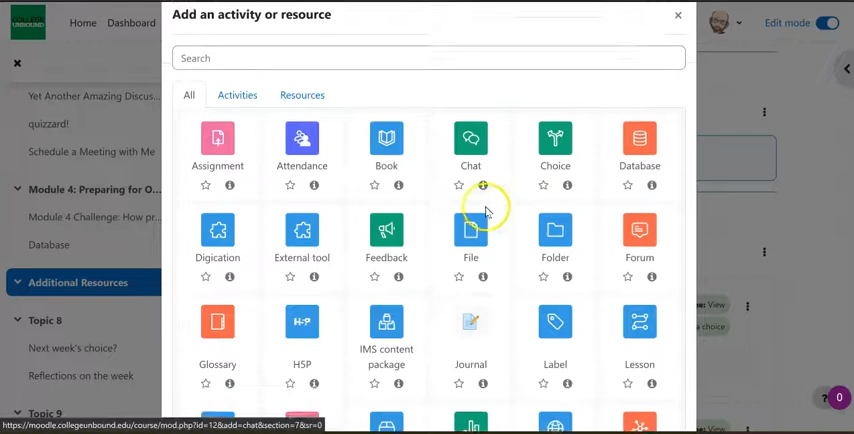 COLLEGE
UNBOUND
Home Dashboard
Add an activity or resource
×
Edit mode
Search
All Activities Resources
Yet Another Amazing Discus...
quizzard!
Schedule a Meeting with Me
Module 4: Preparing for O...
Module 4 Challenge: How pr...
Database
Additional Resources
Topic 8
Next week's choice?
Reflections on the week
Topic 9
Assignment Attendance Book Chat Choice Database
Digication External tool Feedback File Folder Forum
H-P
Glossary H5P IMS content package Journal Label Lesson
: View
a choice
View
? 0
https://moodle.collegeunbound.edu/course/mod.php?id=12&add=chat&section=7&sr=0